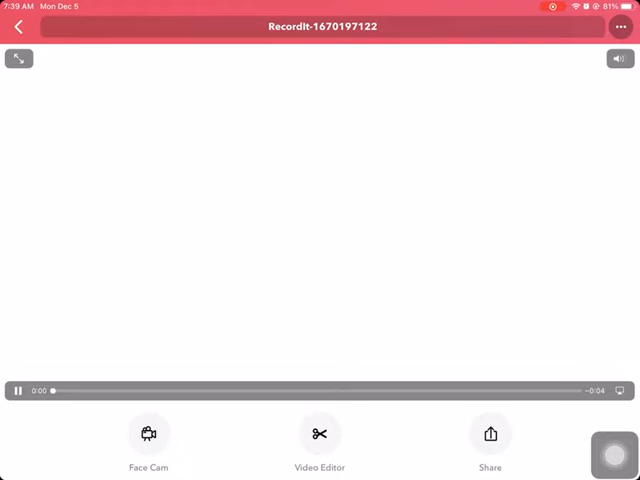 7:39 AM Mon Dec 5
81%
RecordIt-1670197122
0:00
−0:04
Face Cam
Video Editor
Share